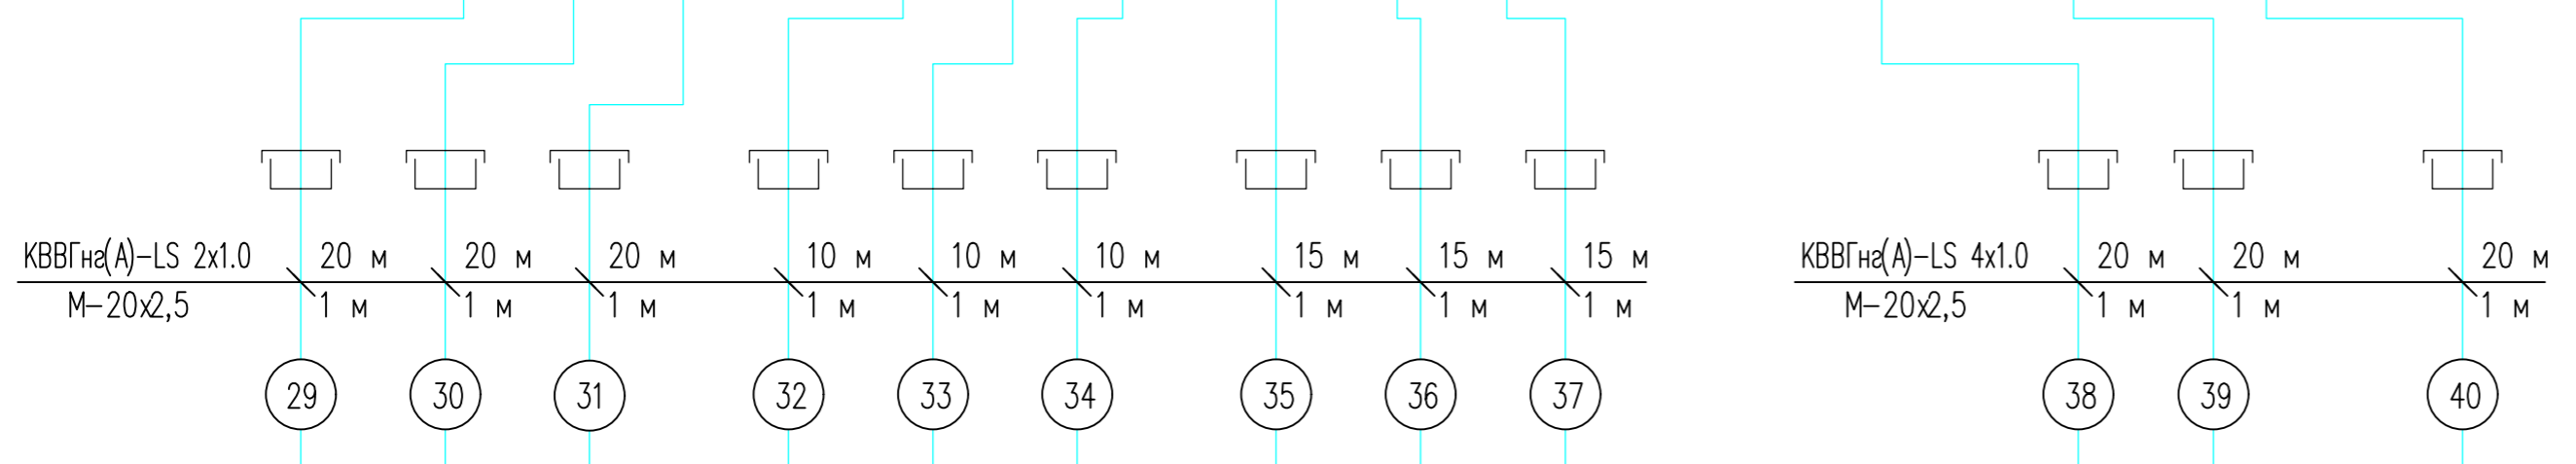 КВВГнг(А)-LS 2х1.0 20 м 20 м 20 м 10 м 10 м 10 м 15 м 15 м 15 м КВВГнг(А)-LS 4х1.0 20 м 20 м 20 м
М-20х2,5 1 м 1 м 1 м 1 м 1 м 1 м 1 м 1 м 1 м М-20х2,5 1 м 1 м 1 м
29 30 31 32 33 34 35 36 37 38 39 40